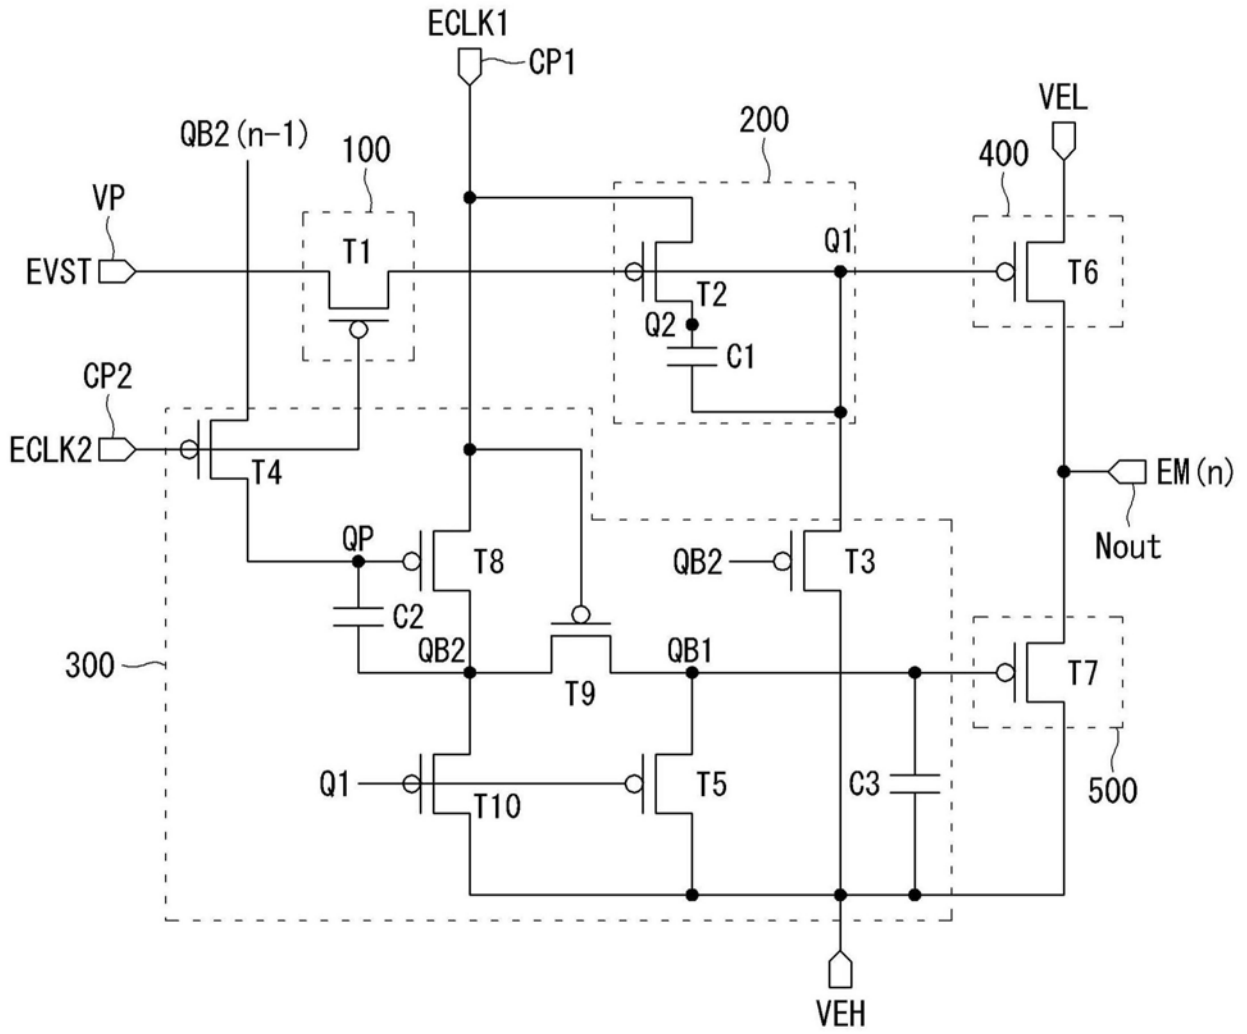 ECLK1
CP1
VEL
QB2(n-1)
100
200
400
VP
EVST
T1
Q1
T2
T6
Q2
C1
CP2
ECLK2
T4
EM(n)
Nout
QP
T8
QB2
T3
C2
300
QB2
QB1
T9
T7
Q1
T10
T5
C3
500
VEH